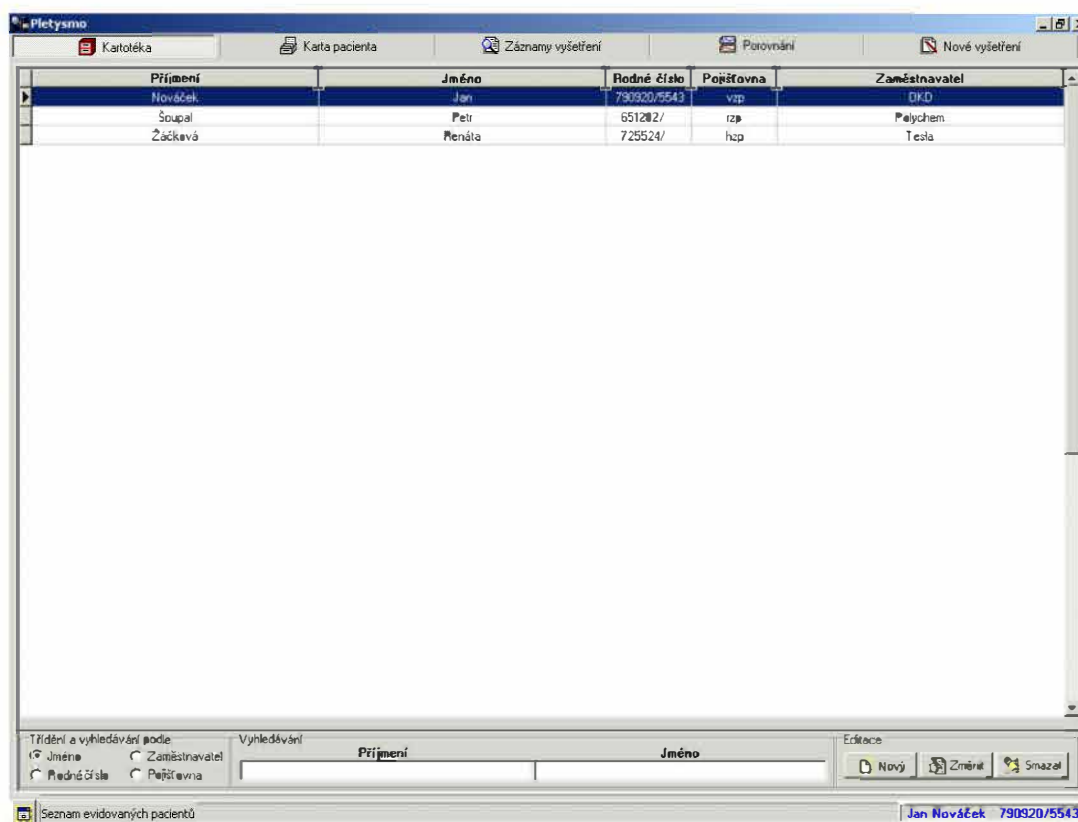 Pletysmo
Kartotéka Karta pacienta Záznamy vyšetření Porovnání Nové vyšetření
Příjmení Jméno Rodné číslo Pojišťovna Zaměstnavatel
Nováček Jan 790920/5543 vzp DKD
Šoupal Petr 651202/ rzp Polychem
Žáčková Renáta 725524/ hzp Tesla
Třídění a vyhledávání podle Vyhledávání Editace
Jméno Zaměstnavatel Příjmení Jméno
Rodné číslo Pojišťovna Nový Změnit Smazat
Seznam evidovaných pacientů Jan Nováček 790920/5543